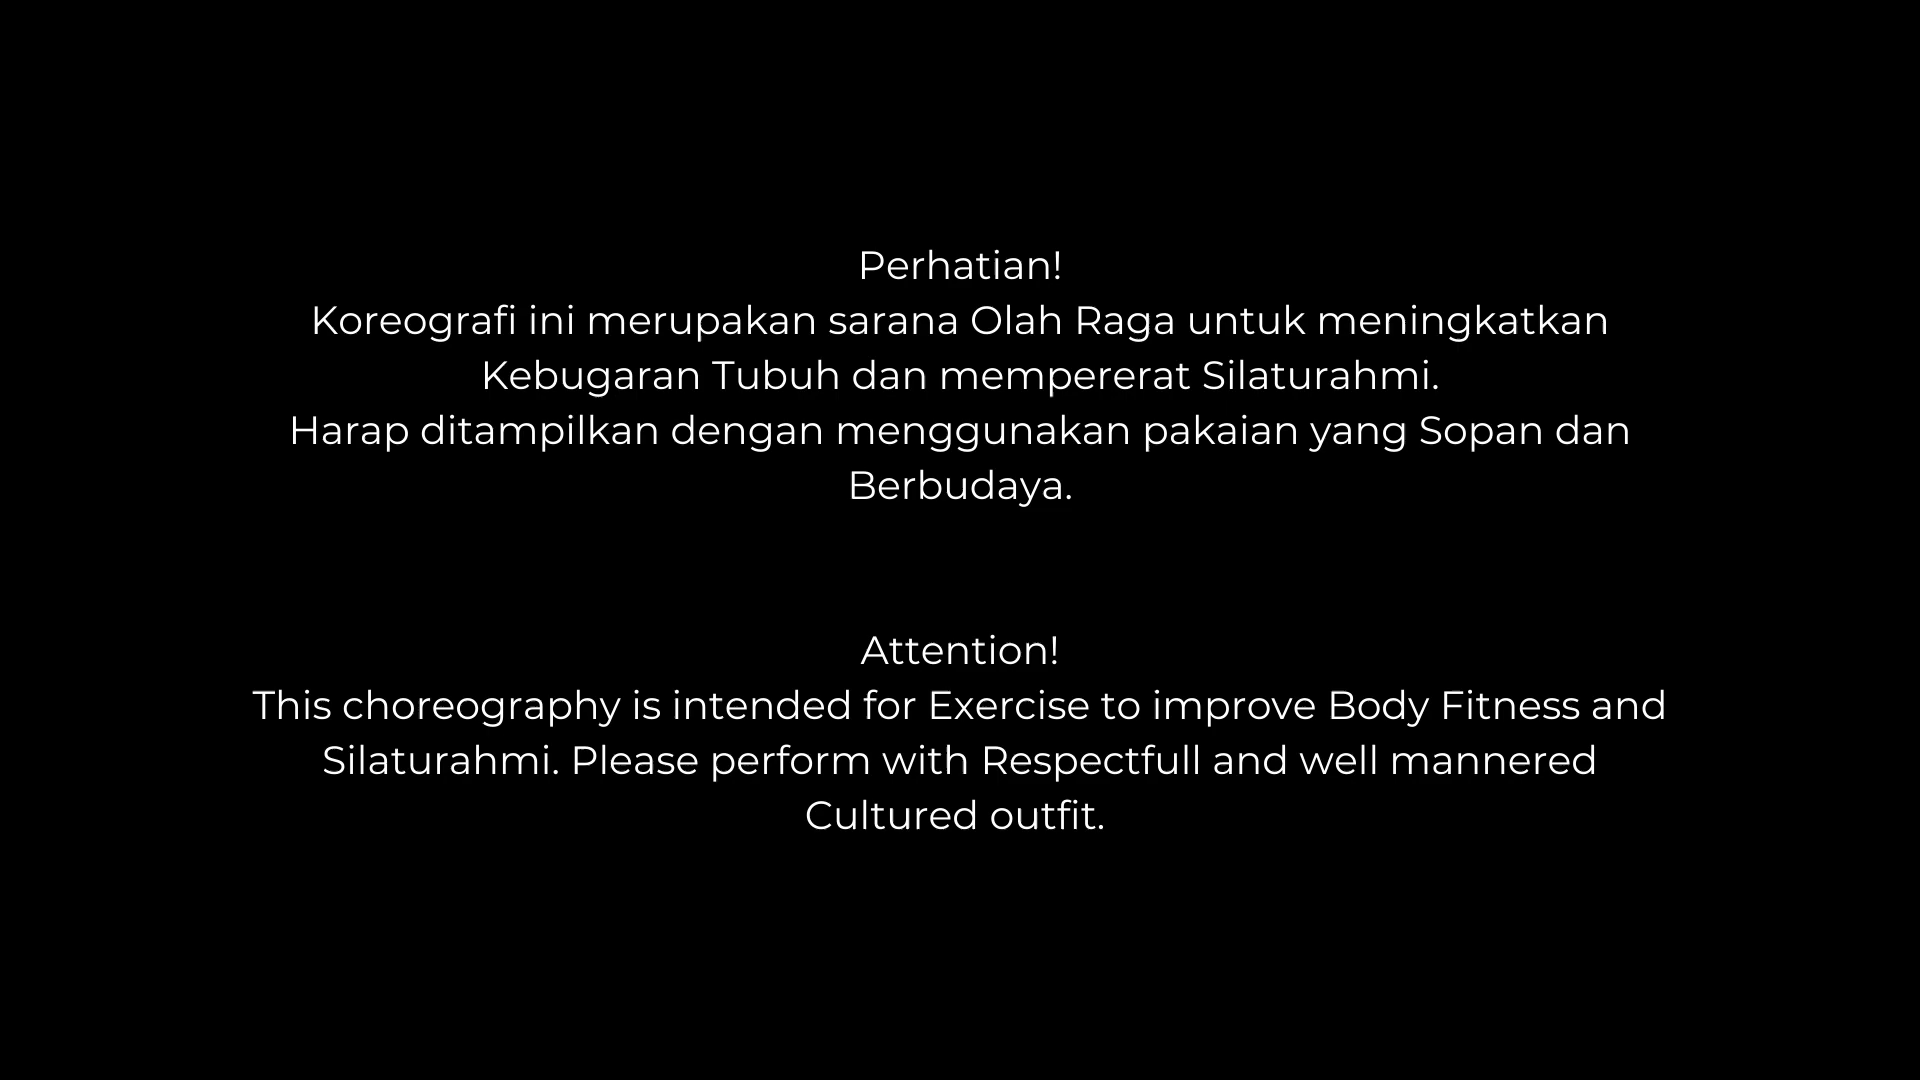 Perhatian!
Koreografi ini merupakan sarana Olah Raga untuk meningkatkan
Kebugaran Tubuh dan mempererat Silaturahmi.
Harap ditampilkan dengan menggunakan pakaian yang Sopan dan
Berbudaya.
Attention!
This choreography is intended for Exercise to improve Body Fitness and
Silaturahmi. Please perform with Respectfull and well mannered
Cultured outfit.